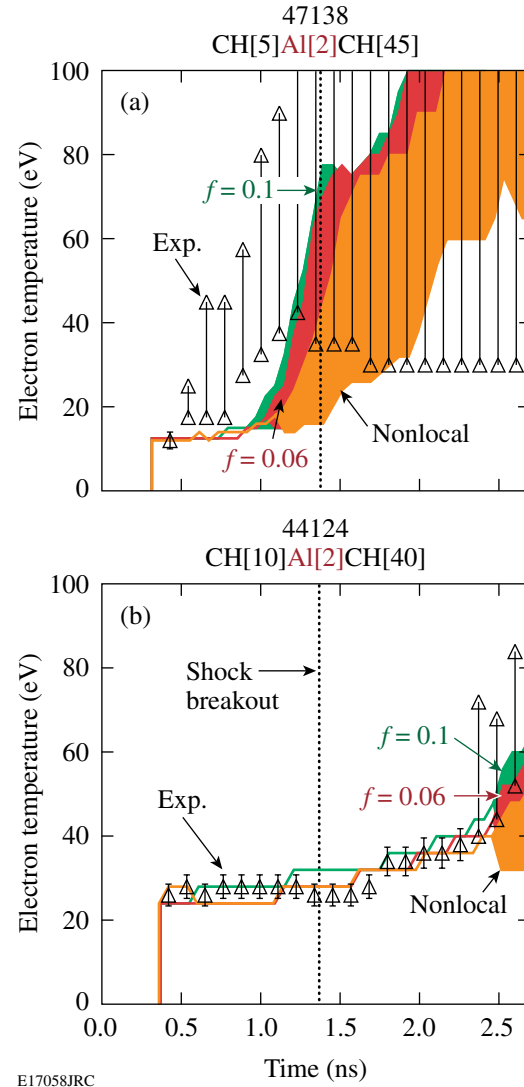 47138
CH[5]Al[2]CH[45]
(a)
100
80
60
40
20
0
Electron temperature (eV)
f = 0.1
Exp.
Nonlocal
f = 0.06
44124
CH[10]Al[2]CH[40]
(b)
100
80
60
40
20
0
Electron temperature (eV)
Shock
breakout
f = 0.1
Exp.
f = 0.06
Nonlocal
0.0 0.5 1.0 1.5 2.0 2.5
Time (ns)
E17058JRC